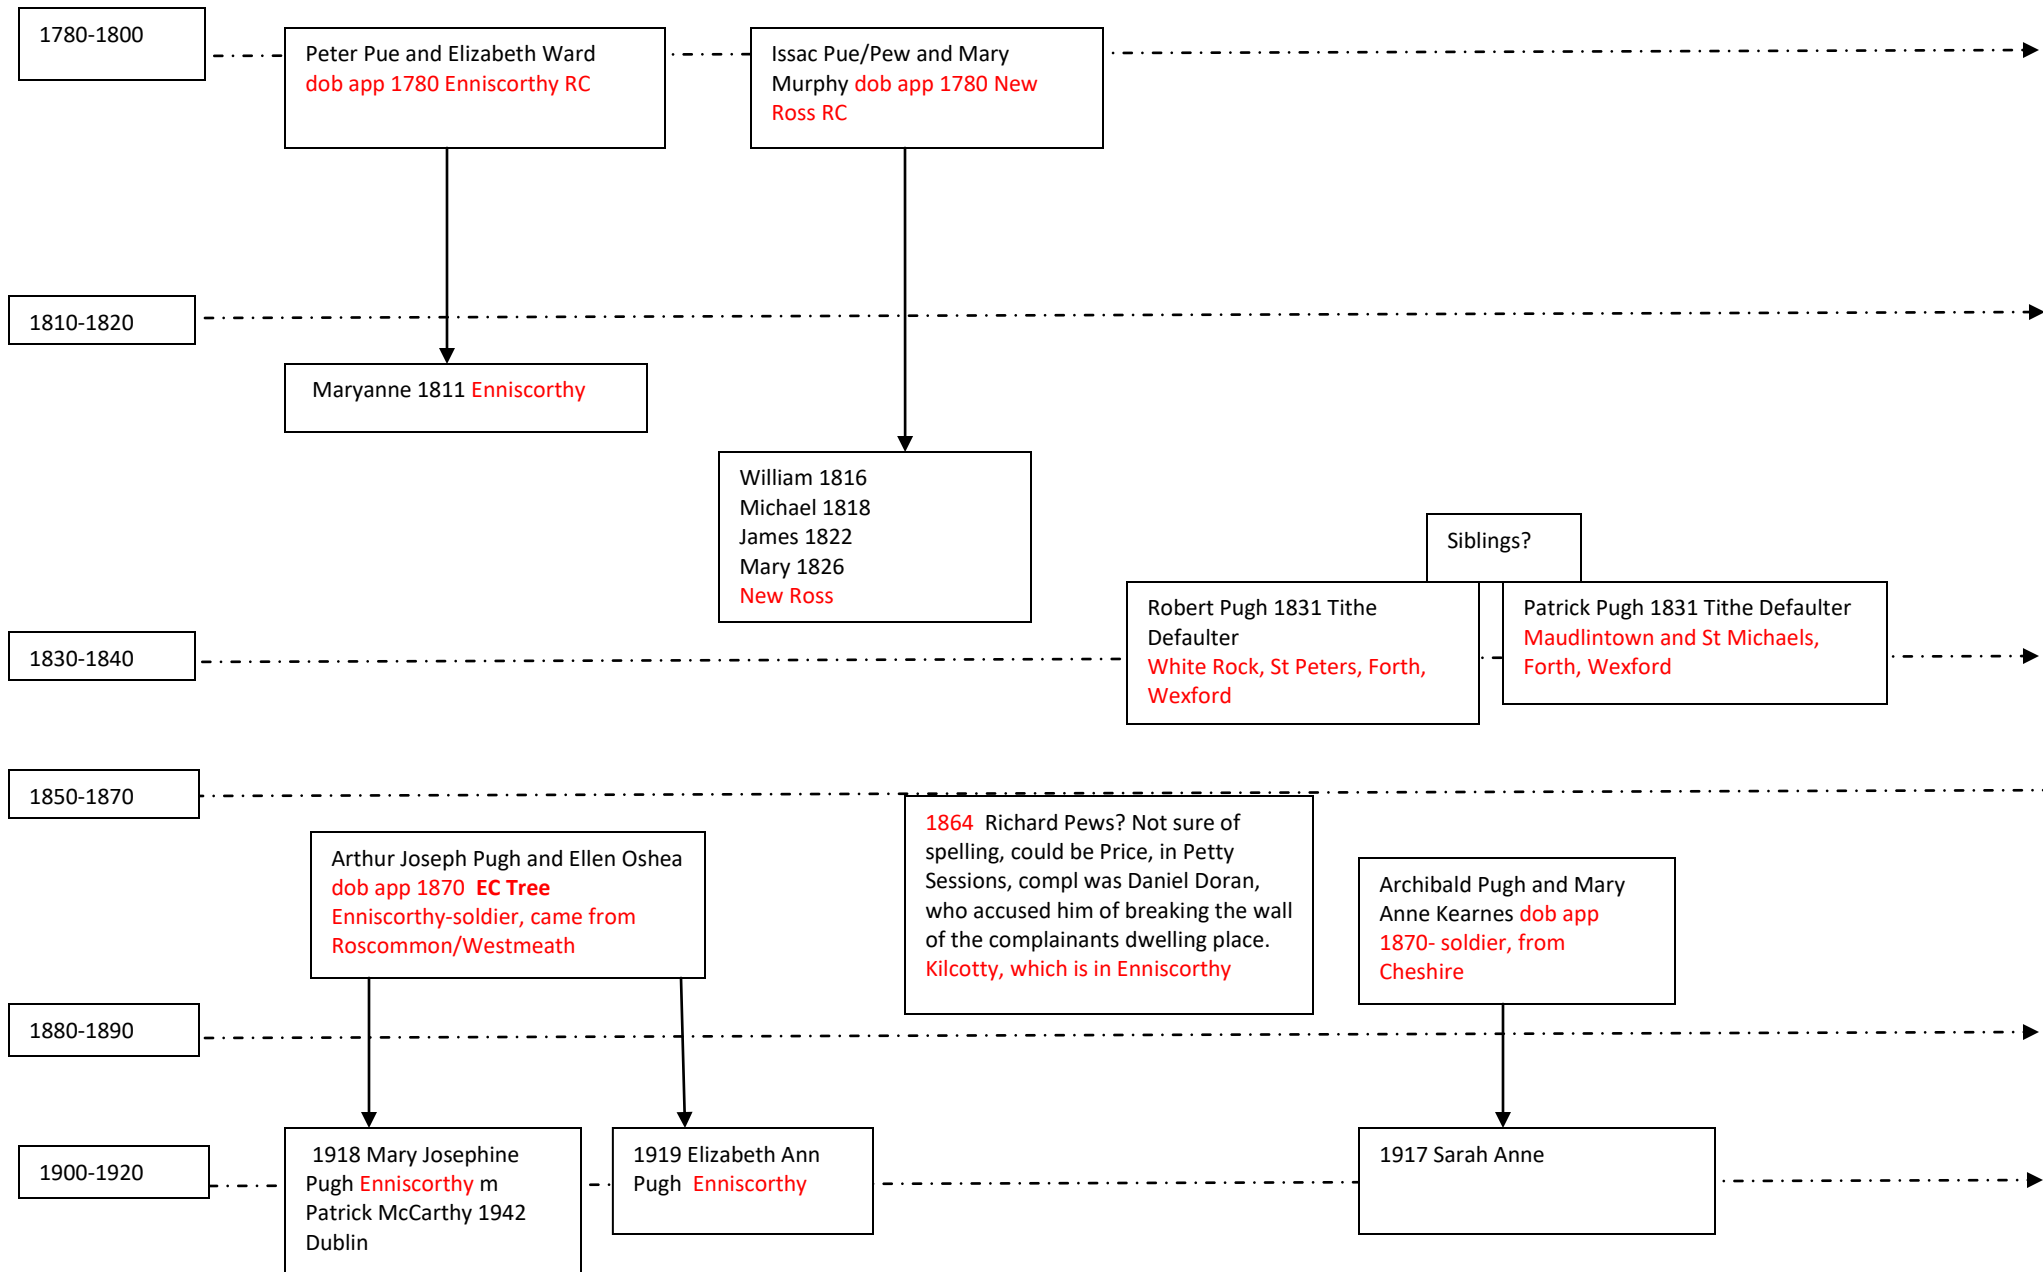 1780-1800
Peter Pue and Elizabeth Ward
dob app 1780 Enniscorthy RC
Issac Pue/Pew and Mary
Murphy dob app 1780 New
Ross RC
1810-1820
Maryanne 1811 Enniscorthy
William 1816
Michael 1818
James 1822
Mary 1826
New Ross
Siblings?
1830-1840
Robert Pugh 1831 Tithe
Defaulter
White Rock, St Peters, Forth,
Wexford
Patrick Pugh 1831 Tithe Defaulter
Maudlintown and St Michaels,
Forth, Wexford
1850-1870
Arthur Joseph Pugh and Ellen Oshea
dob app 1870 EC Tree
Enniscorthy-soldier, came from
Roscommon/Westmeath
1864 Richard Pews? Not sure of
spelling, could be Price, in Petty
Sessions, compl was Daniel Doran,
who accused him of breaking the wall
of the complainants dwelling place.
Kilcotty, which is in Enniscorthy
Archibald Pugh and Mary
Anne Kearnes dob app
1870- soldier, from
Cheshire
1880-1890
1900-1920
1918 Mary Josephine
Pugh Enniscorthy m
Patrick McCarthy 1942
Dublin
1919 Elizabeth Ann
Pugh Enniscorthy
1917 Sarah Anne